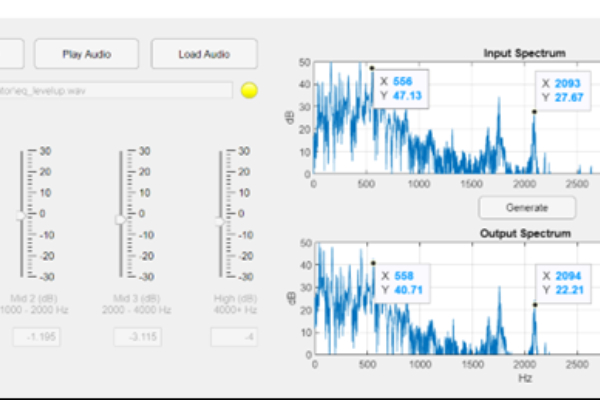 Play Audio
Load Audio
eq_levelup.wav
30
20
10
0
-10
-20
-30
30
20
10
0
-10
-20
-30
30
20
10
0
-10
-20
-30
Mid 2 (dB)
1000 - 2000 Hz
Mid 3 (dB)
2000 - 4000 Hz
High (dB)
4000+ Hz
-1.195
-3.115
-4
Input Spectrum
50
40
30
20
10
0
dB
X 556
Y 47.13
X 2093
Y 27.67
0
500
1000
1500
2000
2500
Generate
Output Spectrum
50
40
30
20
10
0
dB
X 558
Y 40.71
X 2094
Y 22.21
0
500
1000
1500
2000
2500
Hz